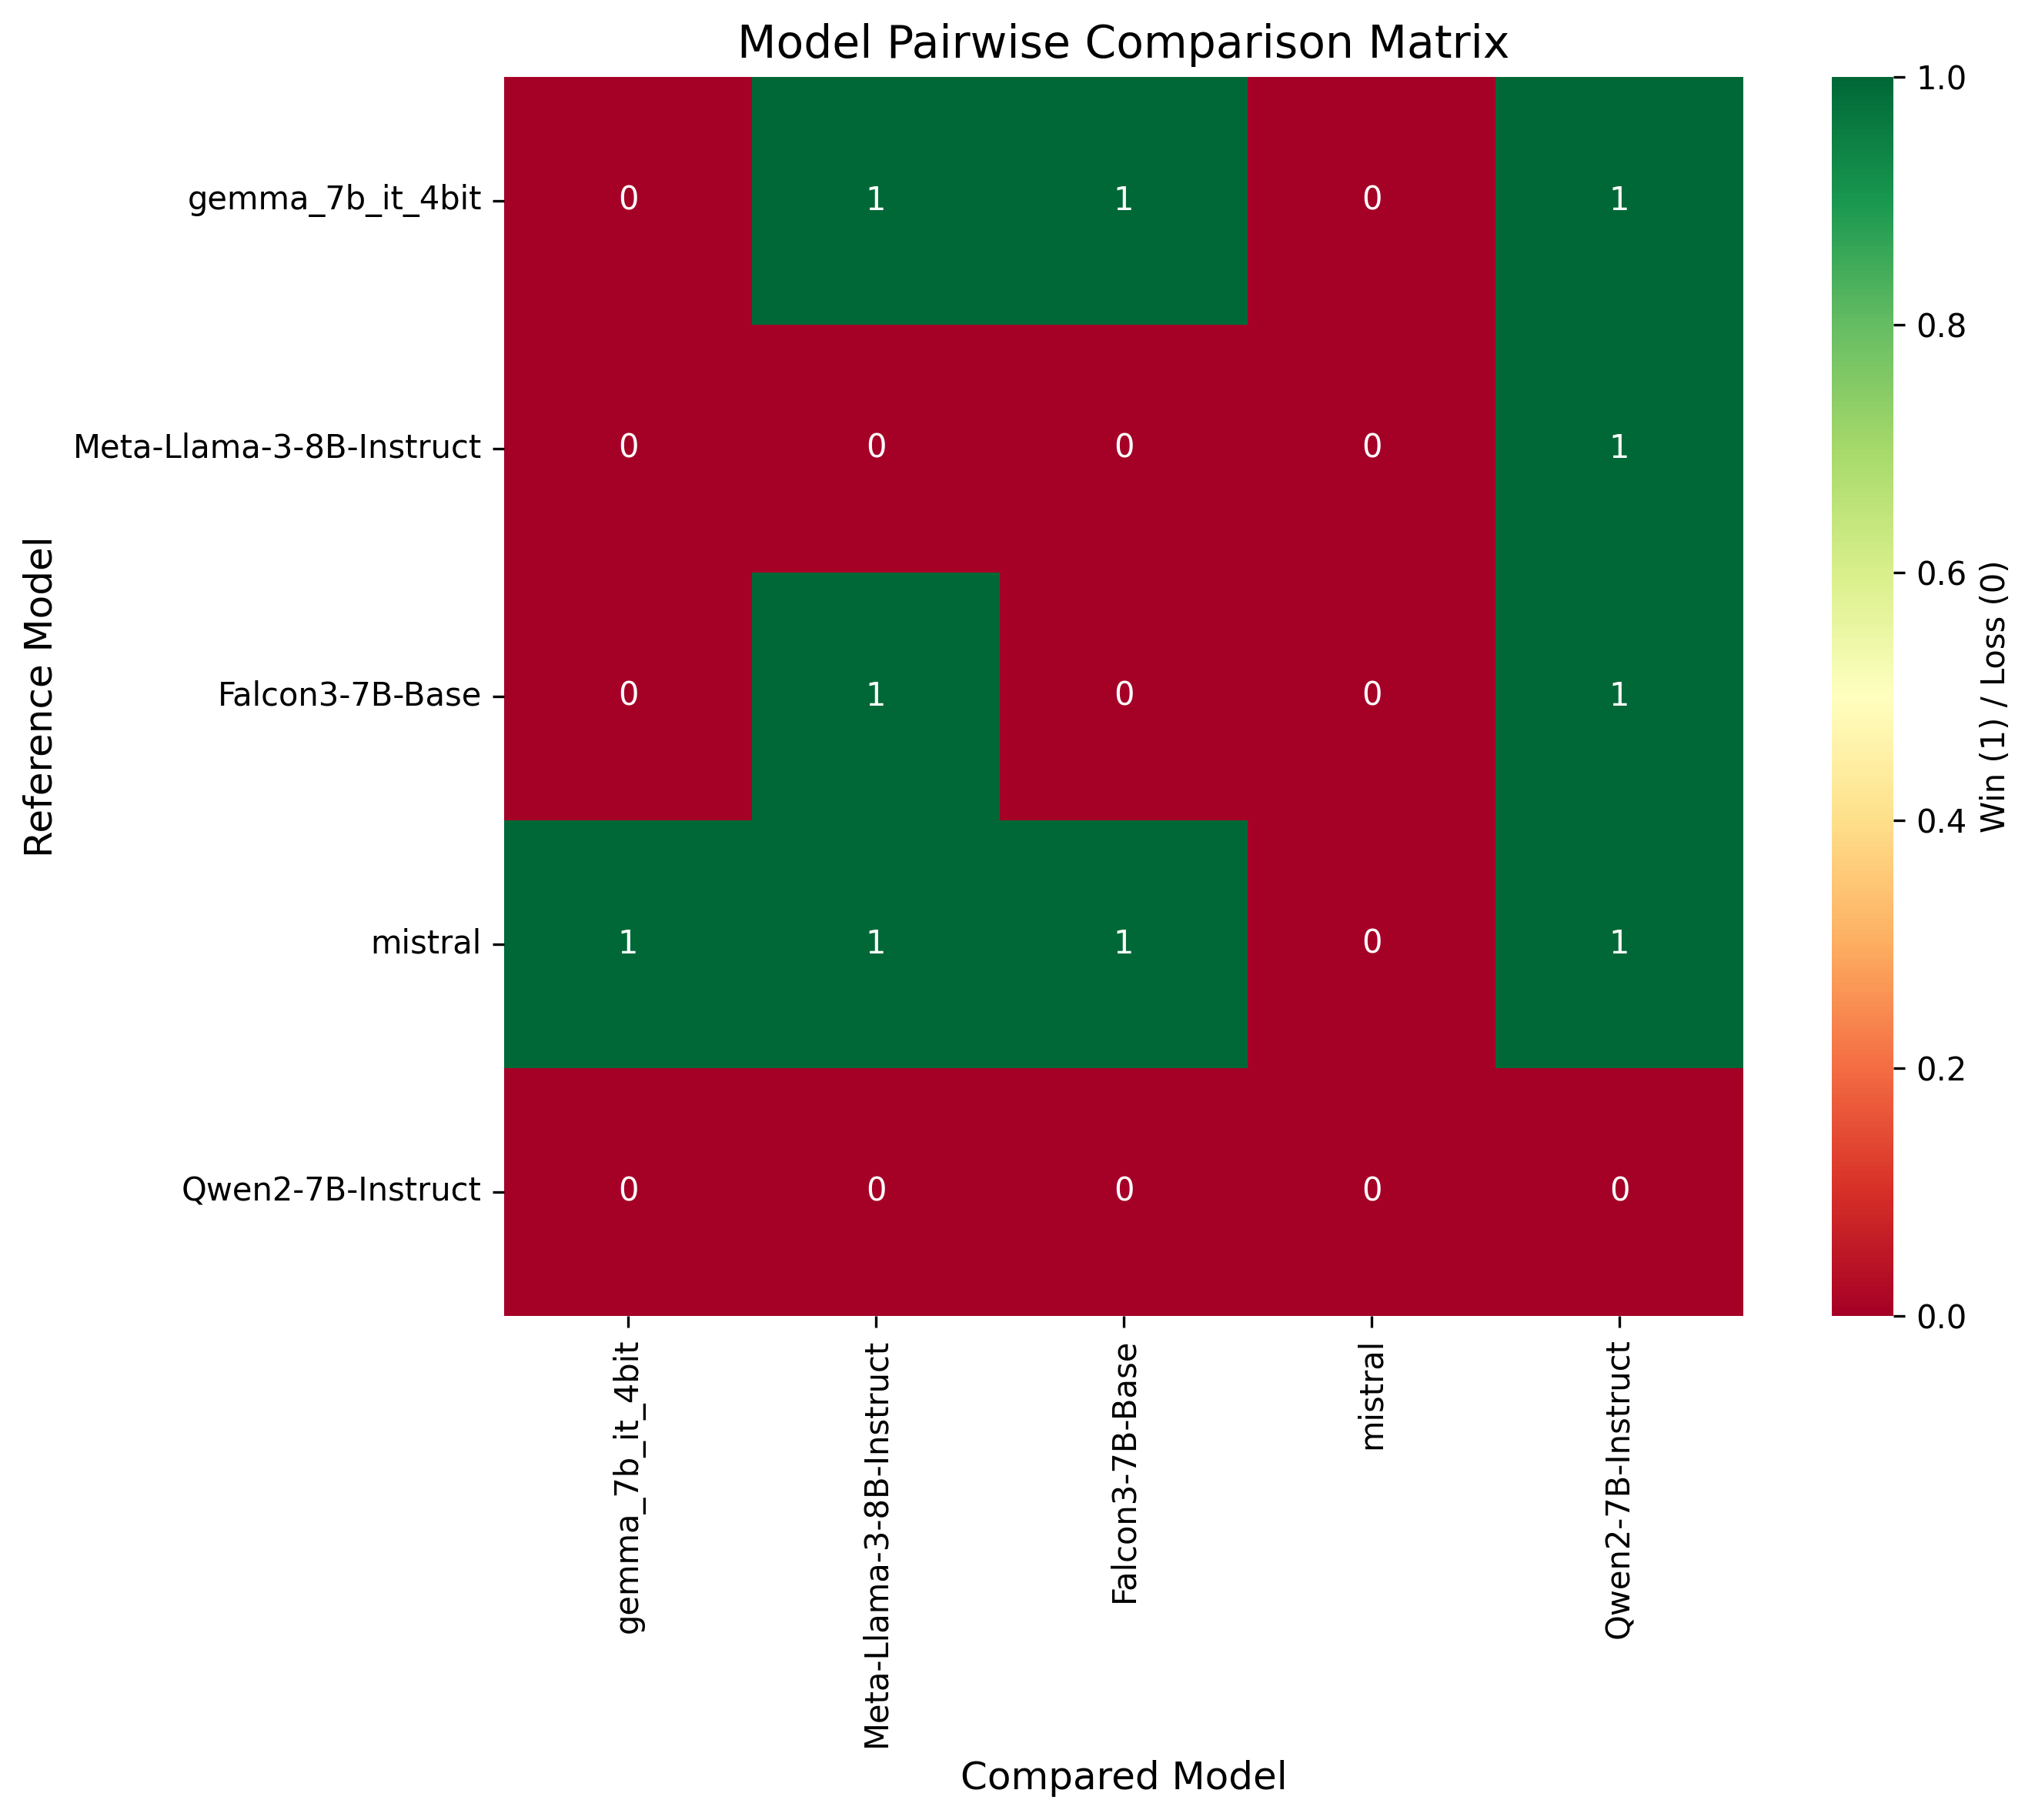 Model Pairwise Comparison Matrix
Reference Model
gemma_7b_it_4bit
0 1 1 0 1
Meta-Llama-3-8B-Instruct
0 0 0 0 1
Falcon3-7B-Base
0 1 0 0 1
mistral
1 1 1 0 1
Qwen2-7B-Instruct
0 0 0 0 0
gemma_7b_it_4bit
Meta-Llama-3-8B-Instruct
Falcon3-7B-Base
mistral
Qwen2-7B-Instruct
Compared Model
1.0
0.8
0.6
0.4
0.2
0.0
Win (1) / Loss (0)